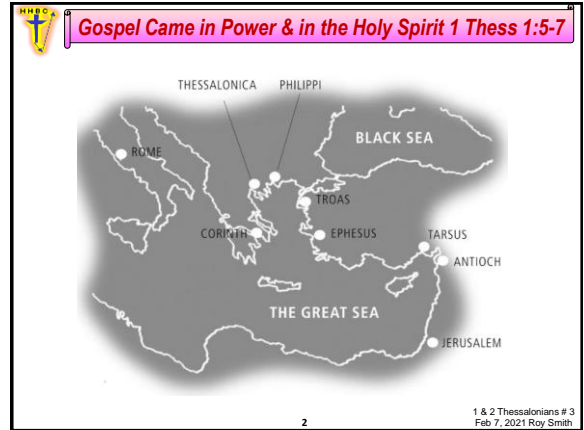 HHBC
Gospel Came in Power & in the Holy Spirit 1 Thess 1:5-7
THESSALONICA PHILIPPI
BLACK SEA
ROME
TROAS
CORINTH
EPHESUS
TARSUS
ANTIOCH
THE GREAT SEA
JERUSALEM
2
1 & 2 Thessalonians # 3
Feb 7, 2021 Roy Smith